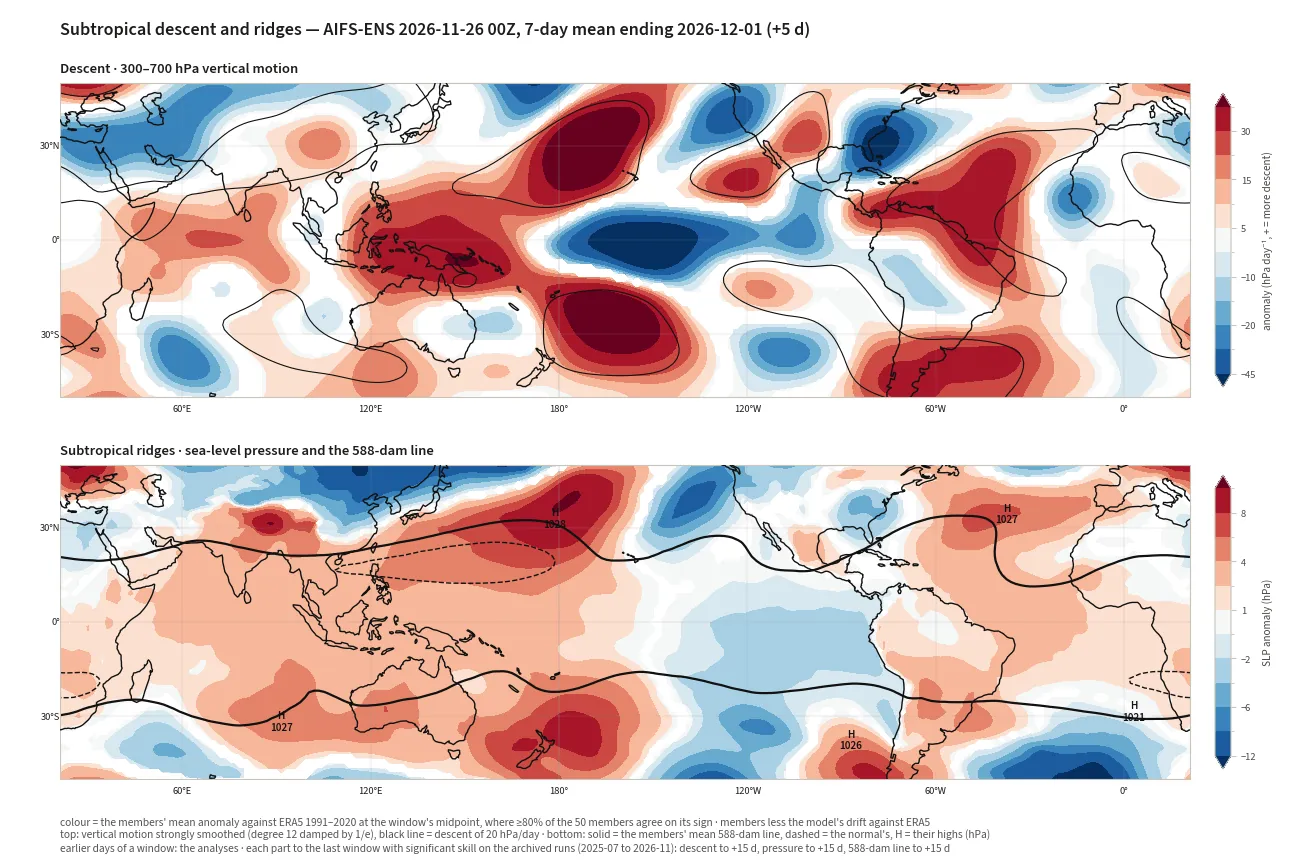 Subtropical descent and ridges — AIFS-ENS 2026-11-26 00Z, 7-day mean ending 2026-12-01 (+5 d)
Descent · 300–700 hPa vertical motion
30°N
0°
30°S
60°E
120°E
180°
120°W
60°W
0°
30
15
5
−10
−20
−45
anomaly (hPa day⁻¹, + = more descent)
Subtropical ridges · sea-level pressure and the 588-dam line
30°N
0°
30°S
H
1028
H
1027
H
1027
H
1026
H
1021
60°E
120°E
180°
120°W
60°W
0°
8
4
1
−2
−6
−12
SLP anomaly (hPa)
colour = the members' mean anomaly against ERA5 1991–2020 at the window's midpoint, where ≥80% of the 50 members agree on its sign · members less the model's drift against ERA5
top: vertical motion strongly smoothed (degree 12 damped by 1/e), black line = descent of 20 hPa/day · bottom: solid = the members' mean 588-dam line, dashed = the normal's, H = their highs (hPa)
earlier days of a window: the analyses · each part to the last window with significant skill on the archived runs (2025-07 to 2026-11): descent to +15 d, pressure to +15 d, 588-dam line to +15 d